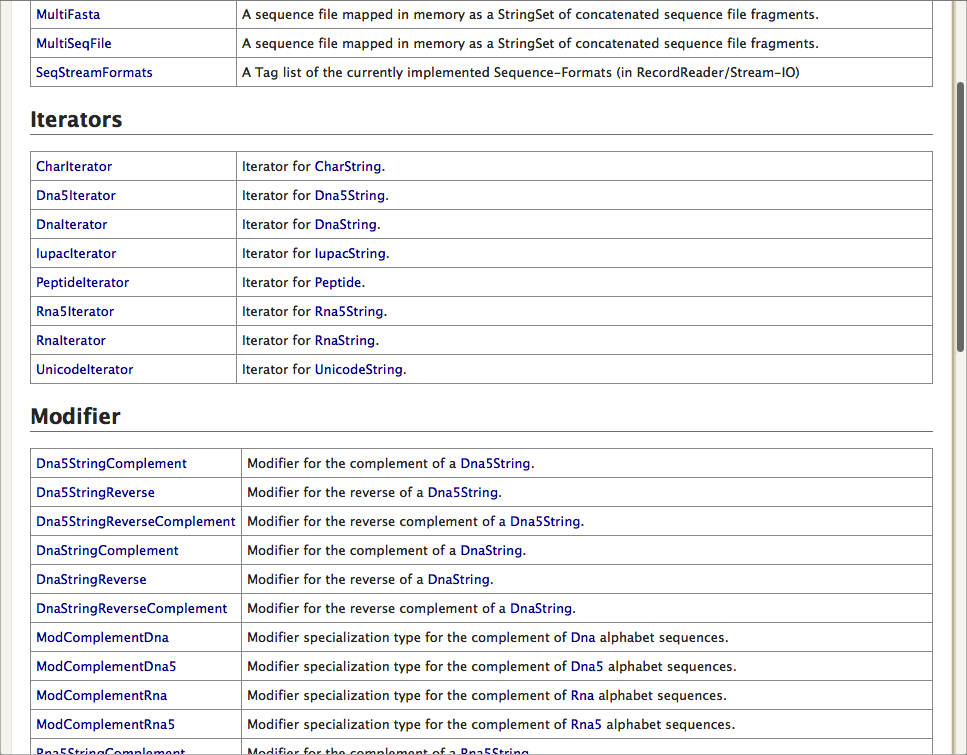 MultiFasta A sequence file mapped in memory as a StringSet of concatenated sequence file fragments.
MultiSeqFile A sequence file mapped in memory as a StringSet of concatenated sequence file fragments.
SeqStreamFormats A Tag list of the currently implemented Sequence-Formats (in RecordReader/Stream-IO)
Iterators
CharIterator Iterator for CharString.
Dna5Iterator Iterator for Dna5String.
DnaIterator Iterator for DnaString.
IupacIterator Iterator for IupacString.
PeptideIterator Iterator for Peptide.
Rna5Iterator Iterator for Rna5String.
RnaIterator Iterator for RnaString.
UnicodeIterator Iterator for UnicodeString.
Modifier
Dna5StringComplement Modifier for the complement of a Dna5String.
Dna5StringReverse Modifier for the reverse of a Dna5String.
Dna5StringReverseComplement Modifier for the reverse complement of a Dna5String.
DnaStringComplement Modifier for the complement of a DnaString.
DnaStringReverse Modifier for the reverse of a DnaString.
DnaStringReverseComplement Modifier for the reverse complement of a DnaString.
ModComplementDna Modifier specialization type for the complement of Dna alphabet sequences.
ModComplementDna5 Modifier specialization type for the complement of Dna5 alphabet sequences.
ModComplementRna Modifier specialization type for the complement of Rna alphabet sequences.
ModComplementRna5 Modifier specialization type for the complement of Rna5 alphabet sequences.
Rna5StringComplement Modifier for the complement of a Rna5String.